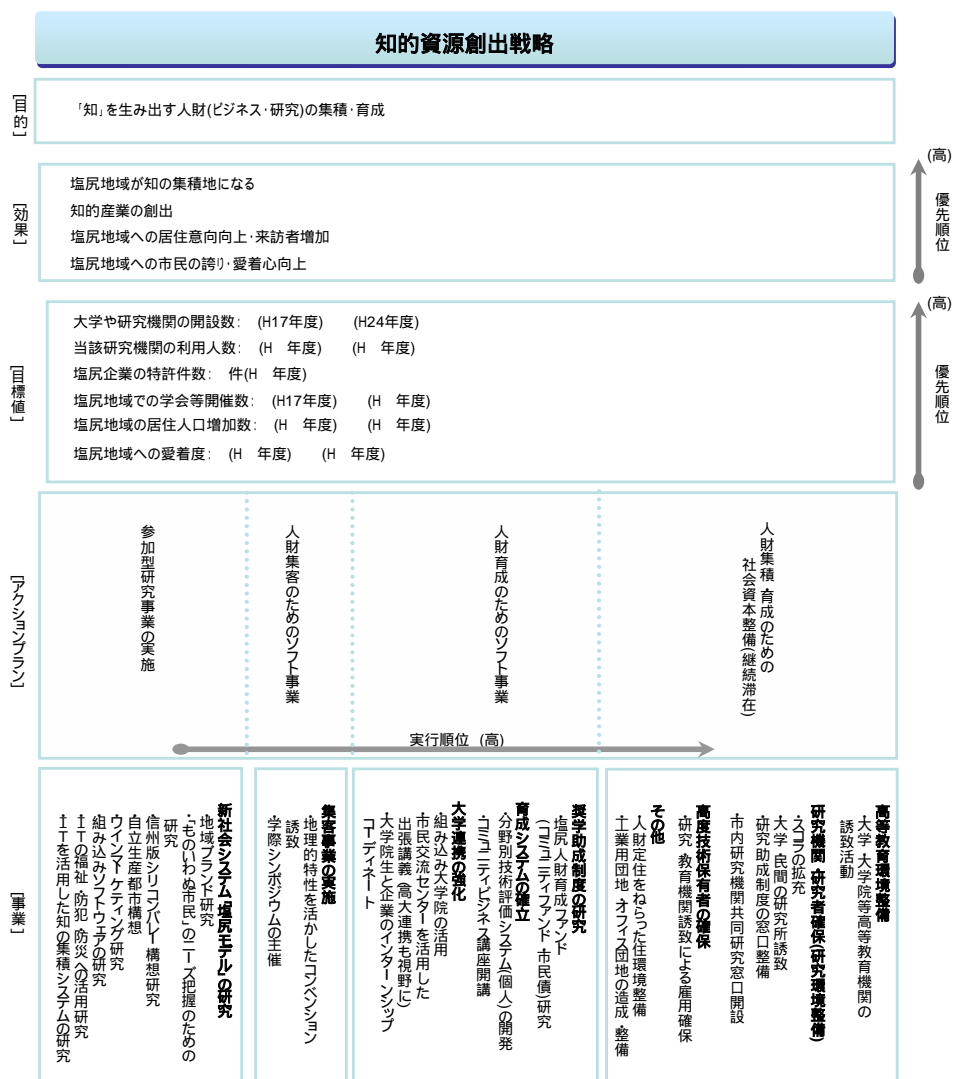 知的資源創出戦略
[目的]
「知」を生み出す人財(ビジネス・研究)の集積・育成
[効果]
塩尻地域が知の集積地になる
知的産業の創出
塩尻地域への居住意向向上・来訪者増加
塩尻地域への市民の誇り・愛着心向上
(高)
優先順位
[目標値]
大学や研究機関の開設数： (H17年度) (H24年度)
当該研究機関の利用人数： (H 年度) (H 年度)
塩尻企業の特許件数： 件(H 年度)
塩尻地域での学会等開催数： (H17年度) (H 年度)
塩尻地域の居住人口増加数： (H 年度) (H 年度)
塩尻地域への愛着度： (H 年度) (H 年度)
(高)
優先順位
[アクションプラン]
人財集積・育成のための
社会資本整備(継続滞在)
人財育成のためのソフト事業
人財集客のためのソフト事業
参加型研究事業の実施
実行順位 (高)
[事業]
高等教育環境整備
・大学・大学院等高等教育機関の
誘致活動
研究機関・研究者確保(研究環境整備)
・スコラの拡充
・大学・民間の研究所誘致
・研究助成制度の窓口整備
・市内研究機関共同研究窓口開設
高度技術保有者の確保
・研究・教育機関誘致による雇用確保
その他
・人財定住をねらった住環境整備
・工業用団地・オフィス団地の造成・整備
奨学助成制度の研究
・塩尻人財育成ファンド
(コミュニティファンド・市民債)研究
育成システムの確立
・分野別技術評価システム(個人)の開発
・コミュニティビジネス講座開講
大学連携の強化
・組み込み大学院の活用
・市民交流センターを活用した
出張講義(高大連携も視野に)
・大学院生と企業のインターンシップ
コーディネート
集客事業の実施
・地理的特性を活かしたコンベンション
誘致
・学際シンポジウムの主催
新社会システム「塩尻モデル」の研究
・地域ブランド研究
・「ものいわぬ市民」のニーズ把握のための
研究
・信州版シリコンバレー構想研究
・自立生産都市構想
・ワインマーケティング研究
・組み込みソフトウェアの研究
・ITの福祉・防犯・防災への活用研究
・ITを活用した知の集積システムの研究